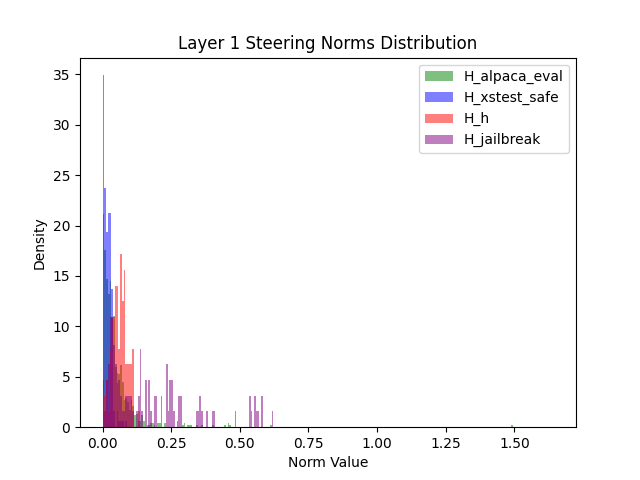 Layer 1 Steering Norms Distribution
H_alpaca_eval
H_xstest_safe
H_h
H_jailbreak
35
30
25
20
15
10
5
0
Density
0.00 0.25 0.50 0.75 1.00 1.25 1.50
Norm Value